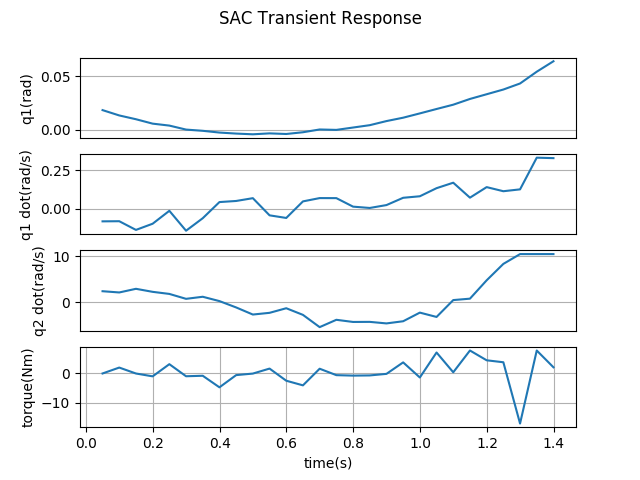 SAC Transient Response
q1(rad)
0.05
0.00
q1 dot(rad/s)
0.25
0.00
q2 dot(rad/s)
10
0
torque(Nm)
0
−10
0.0 0.2 0.4 0.6 0.8 1.0 1.2 1.4
time(s)